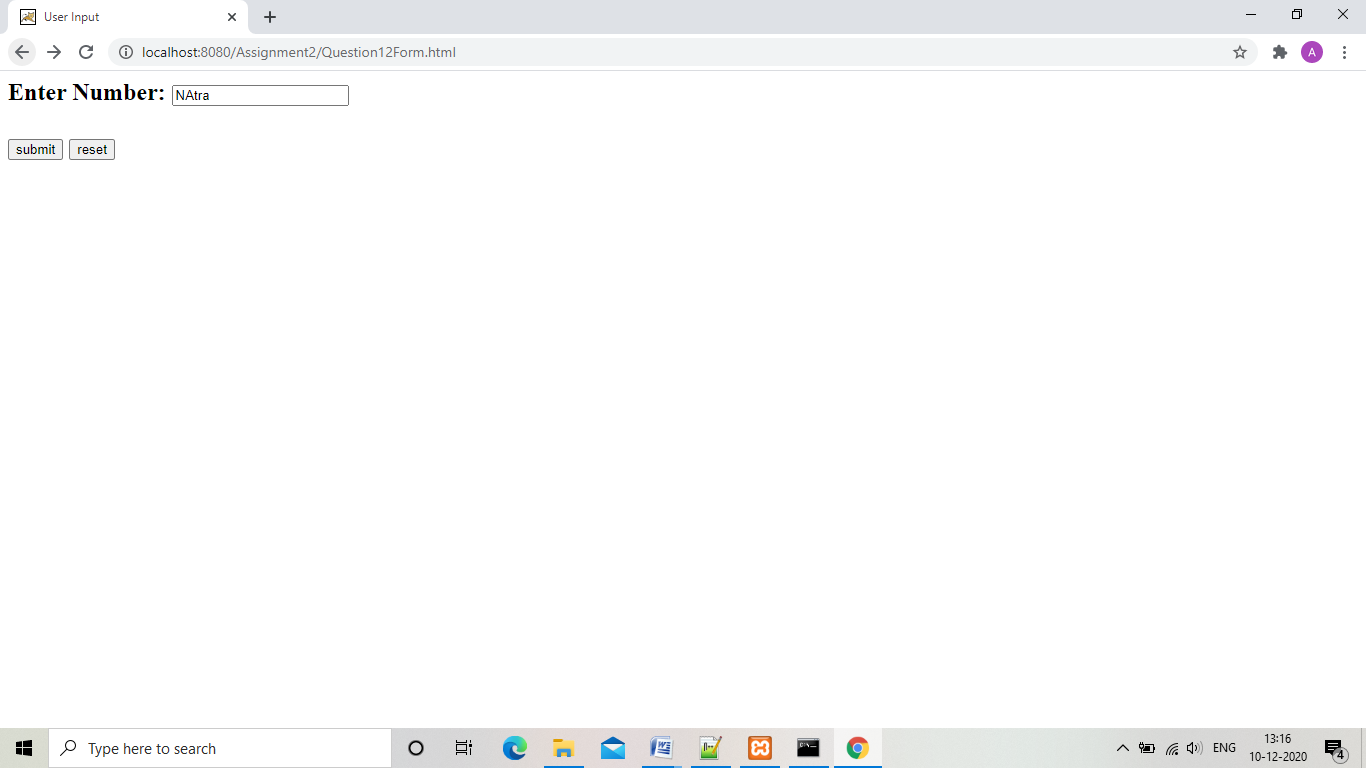 User Input
localhost:8080/Assignment2/Question12Form.html
A
Enter Number: NAtra
submit reset
Type here to search
ENG
13:16
10-12-2020
4